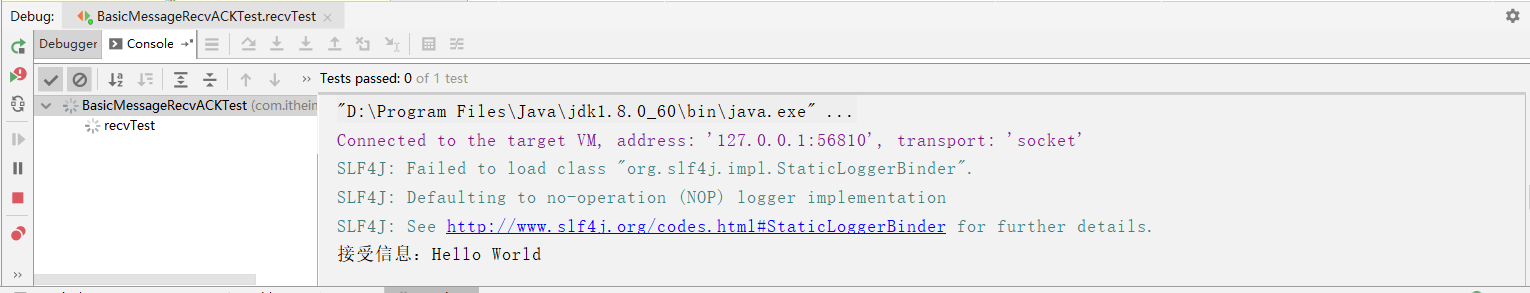 Debug: BasicMessageRecvACKTest.recvTest
Debugger Console
Tests passed: 0 of 1 test
BasicMessageRecvACKTest (com.ithein
recvTest
"D:\Program Files\Java\jdk1.8.0_60\bin\java.exe" ...
Connected to the target VM, address: '127.0.0.1:56810', transport: 'socket'
SLF4J: Failed to load class "org.slf4j.impl.StaticLoggerBinder".
SLF4J: Defaulting to no-operation (NOP) logger implementation
SLF4J: See http://www.slf4j.org/codes.html#StaticLoggerBinder for further details.
接受信息：Hello World